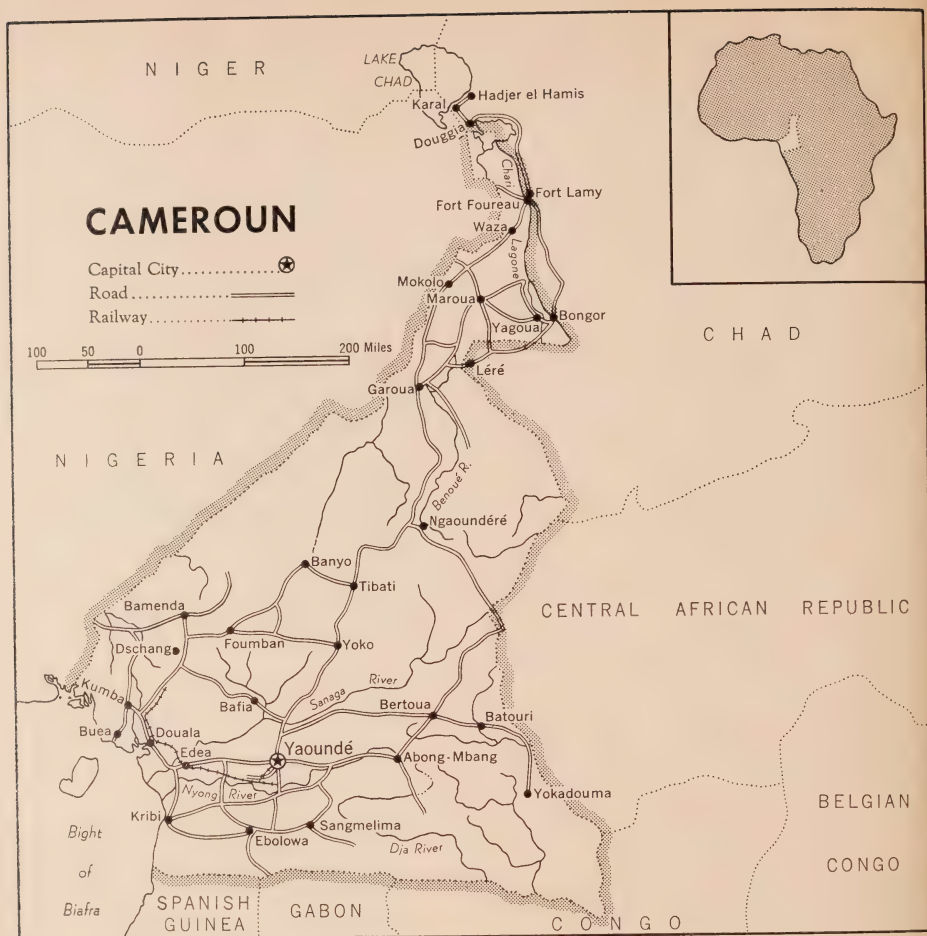 NIGER
LAKE
CHAD
Karal
Hadjer el Hamis
Douggia
Chari
Fort Lamy
Fort Foureau
CAMEROUN
Waza
Capital City
Lagone
Road
Mokolo
Railway
Maroua
Yagoua
Bongor
CHAD
100 50 0 100 200 Miles
Léré
Garoua
NIGERIA
Benoué R.
Ngaoundéré
Banyo
Tibati
Bamenda
CENTRAL AFRICAN REPUBLIC
Foumban
Dschang
Yoko
Sanaga River
Kumba
Bafia
Bertoua
Batouri
Buea
Douala
Yaoundé
Edea
Abong-Mbang
Nyong River
Yokadouma
BELGIAN
CONGO
Kribi
Sangmelima
Ebolowa
Dja River
Bight
of
Biafra
SPANISH
GUINEA
GABON
CONGO